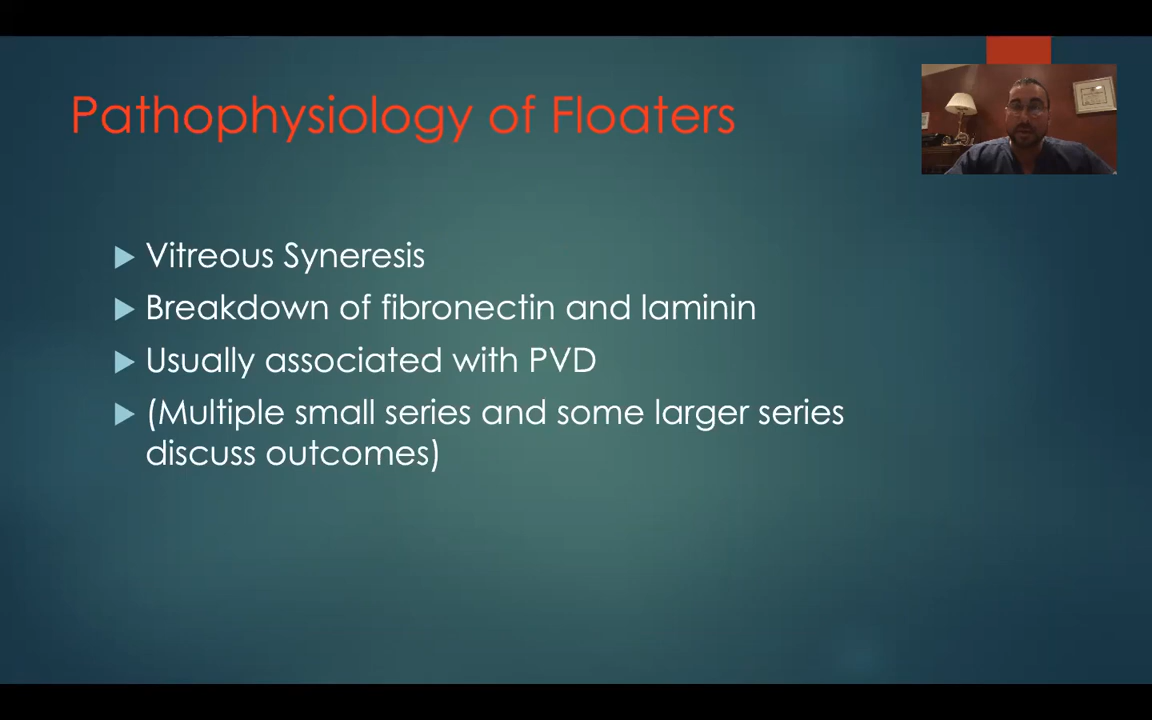 Pathophysiology of Floaters
Vitreous Syneresis
Breakdown of fibronectin and laminin
Usually associated with PVD
(Multiple small series and some larger series
discuss outcomes)